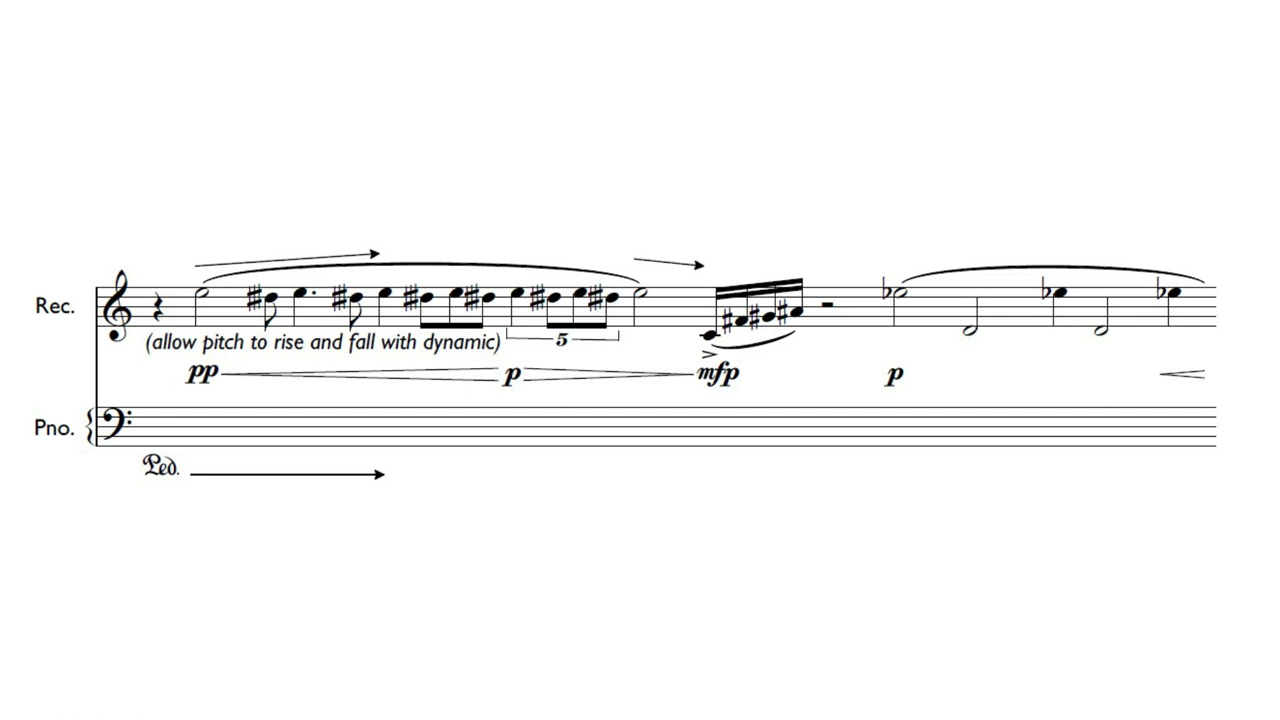 Rec.
(allow pitch to rise and fall with dynamic)
5
pp p mfp p
Pno.
Ped.